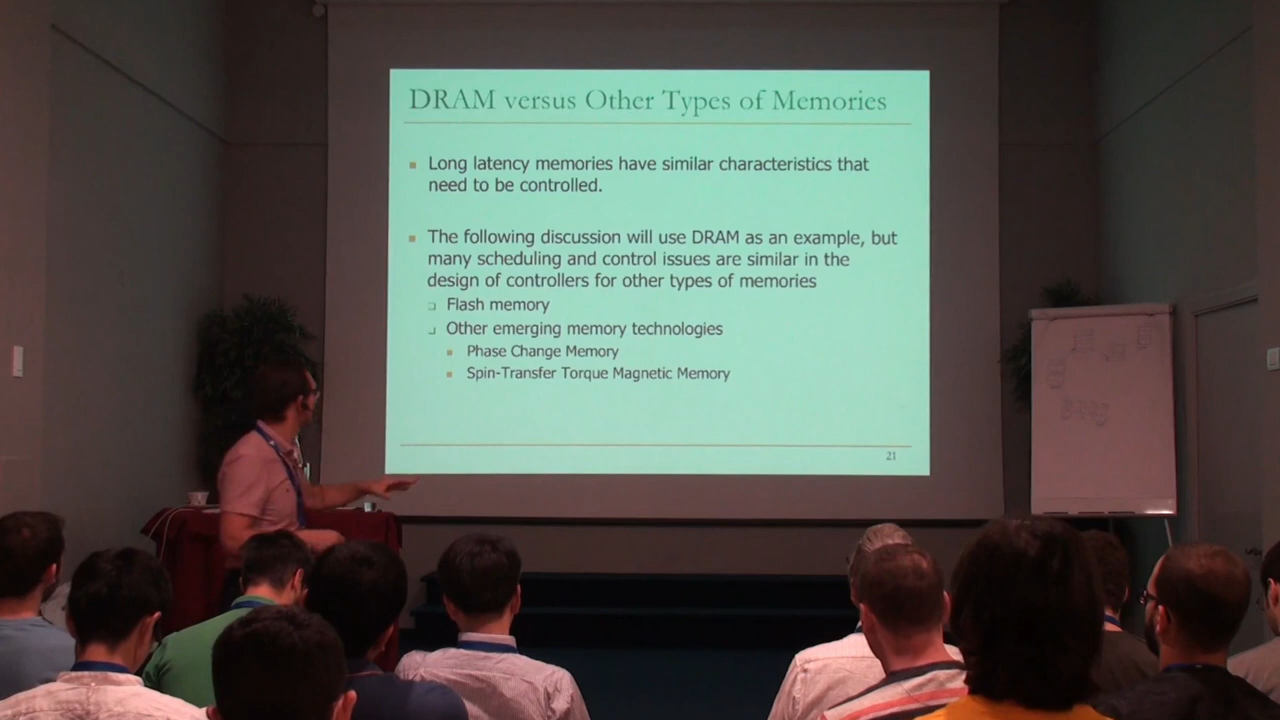 DRAM versus Other Types of Memories
Long latency memories have similar characteristics that
need to be controlled.
The following discussion will use DRAM as an example, but
many scheduling and control issues are similar in the
design of controllers for other types of memories
Flash memory
Other emerging memory technologies
Phase Change Memory
Spin-Transfer Torque Magnetic Memory
21